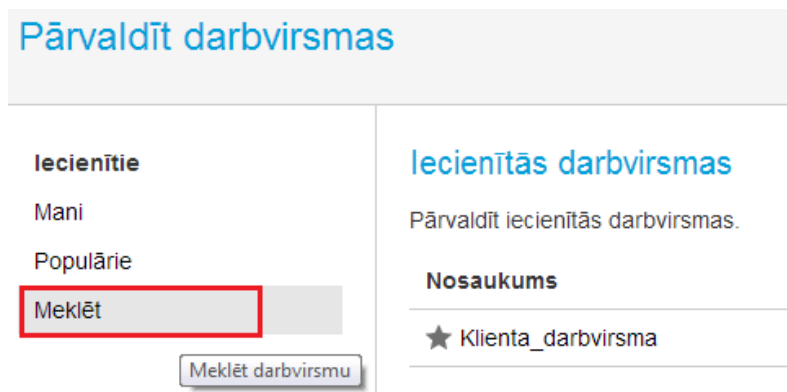 Pārvaldīt darbvirsmas
Iecienītie
Mani
Populārie
Meklēt
Meklēt darbvirsmu
Iecienītās darbvirsmas
Pārvaldīt iecienītās darbvirsmas.
Nosaukums
Klienta_darbvirsma